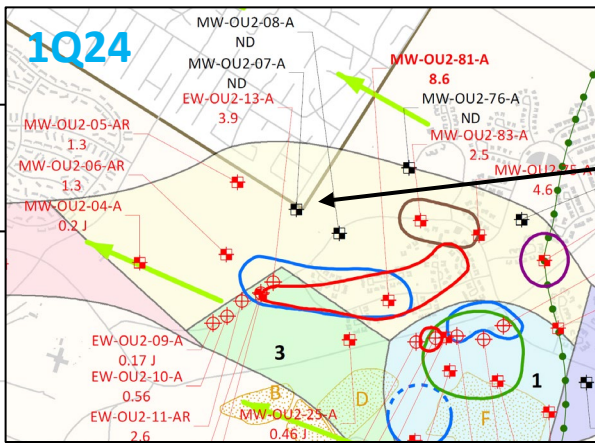 1Q24
MW-OU2-08-A
ND
MW-OU2-07-A
ND
EW-OU2-13-A
3.9
MW-OU2-81-A
8.6
MW-OU2-76-A
ND
MW-OU2-83-A
2.5
4.6
MW-OU2-05-AR
1.3
MW-OU2-06-AR
1.3
MW-OU2-04-A
0.2 J
EW-OU2-09-A
0.17 J
EW-OU2-10-A
0.56
EW-OU2-11-AR
2.6
MW-OU2-25-A
0.46 J
3
1
B
D
F